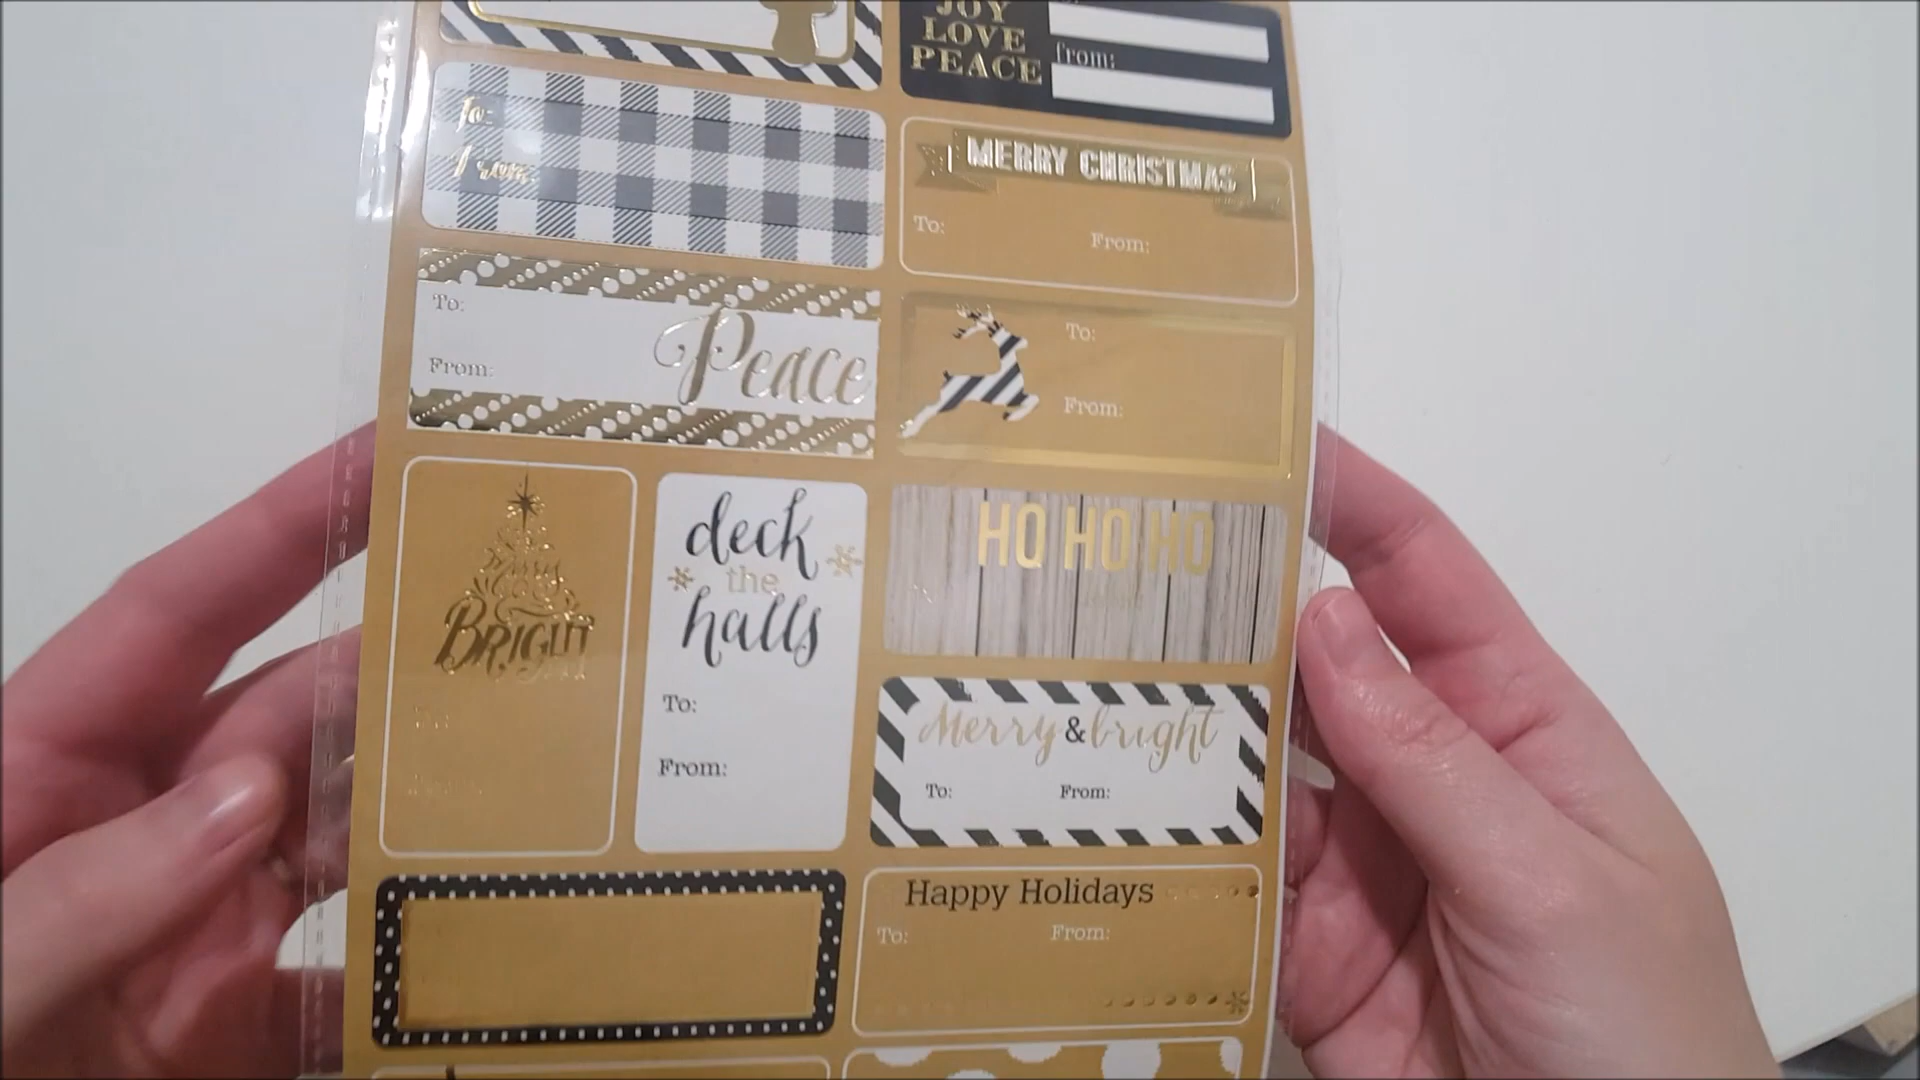 JOY
LOVE
PEACE
from:
To:
From:
MERRY CHRISTMAS
To:
From:
To:
From:
Peace
To:
From:
Merry
BRIGHT
deck
the
halls
To:
From:
HO HO HO
Merry & bright
To:
From:
Happy Holidays
To:
From: